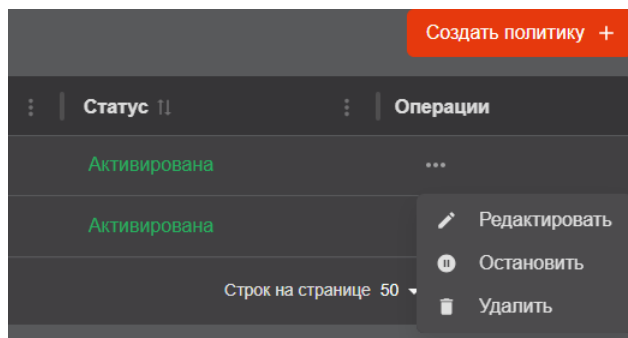 Создать политику +
Статус Операции
Активирована
Активирована
Редактировать
Остановить
Строк на странице 50
Удалить